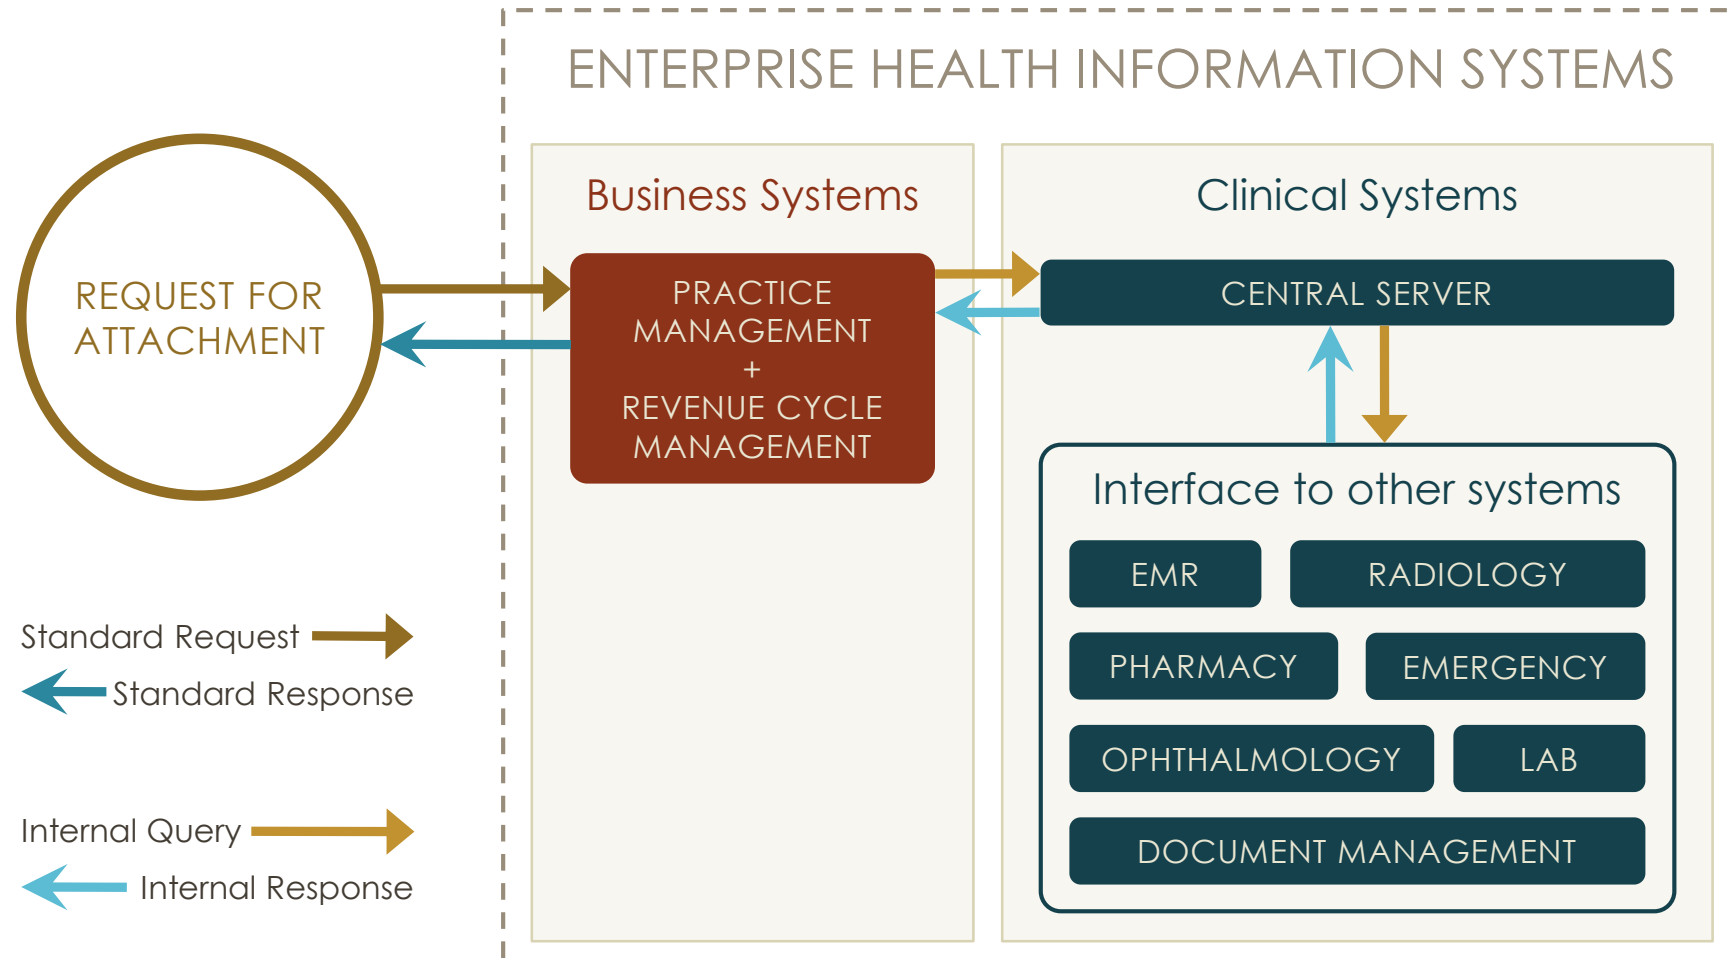 ENTERPRISE HEALTH INFORMATION SYSTEMS
REQUEST FOR
ATTACHMENT
Business Systems
PRACTICE
MANAGEMENT
+
REVENUE CYCLE
MANAGEMENT
Clinical Systems
CENTRAL SERVER
Interface to other systems
EMR
RADIOLOGY
PHARMACY
EMERGENCY
OPHTHALMOLOGY
LAB
DOCUMENT MANAGEMENT
Standard Request
Standard Response
Internal Query
Internal Response